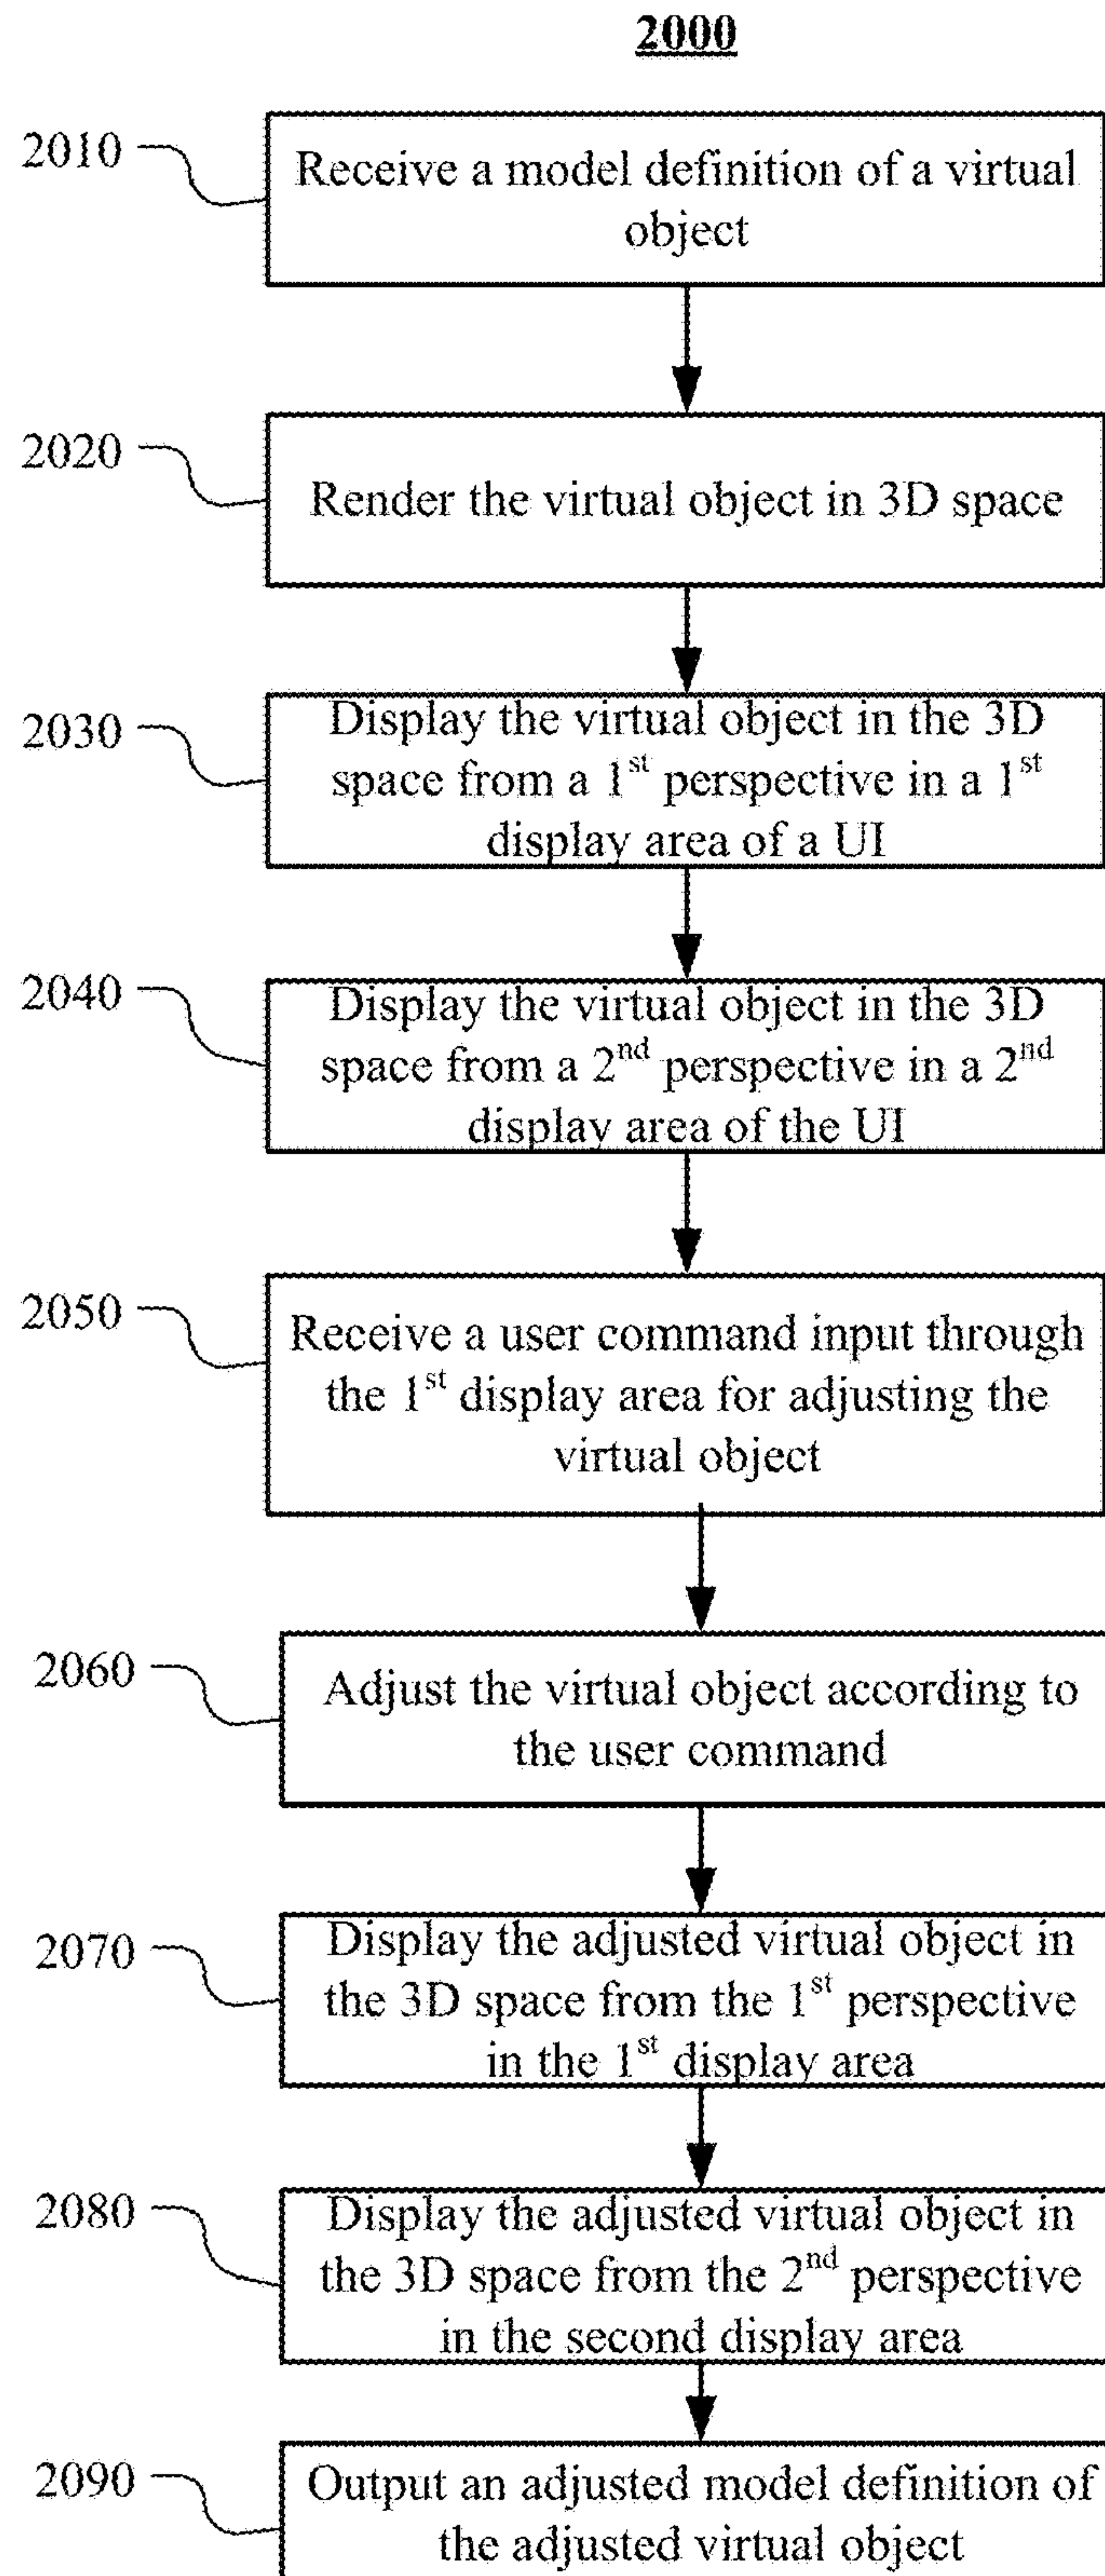 2000
2010
Receive a model definition of a virtual
object
2020
Render the virtual object in 3D space
2030
Display the virtual object in the 3D
space from a 1st perspective in a 1st
display area of a UI
2040
Display the virtual object in the 3D
space from a 2nd perspective in a 2nd
display area of the UI
2050
Receive a user command input through
the 1st display area for adjusting the
virtual object
2060
Adjust the virtual object according to
the user command
2070
Display the adjusted virtual object in
the 3D space from the 1st perspective
in the 1st display area
2080
Display the adjusted virtual object in
the 3D space from the 2nd perspective
in the second display area
2090
Output an adjusted model definition of
the adjusted virtual object